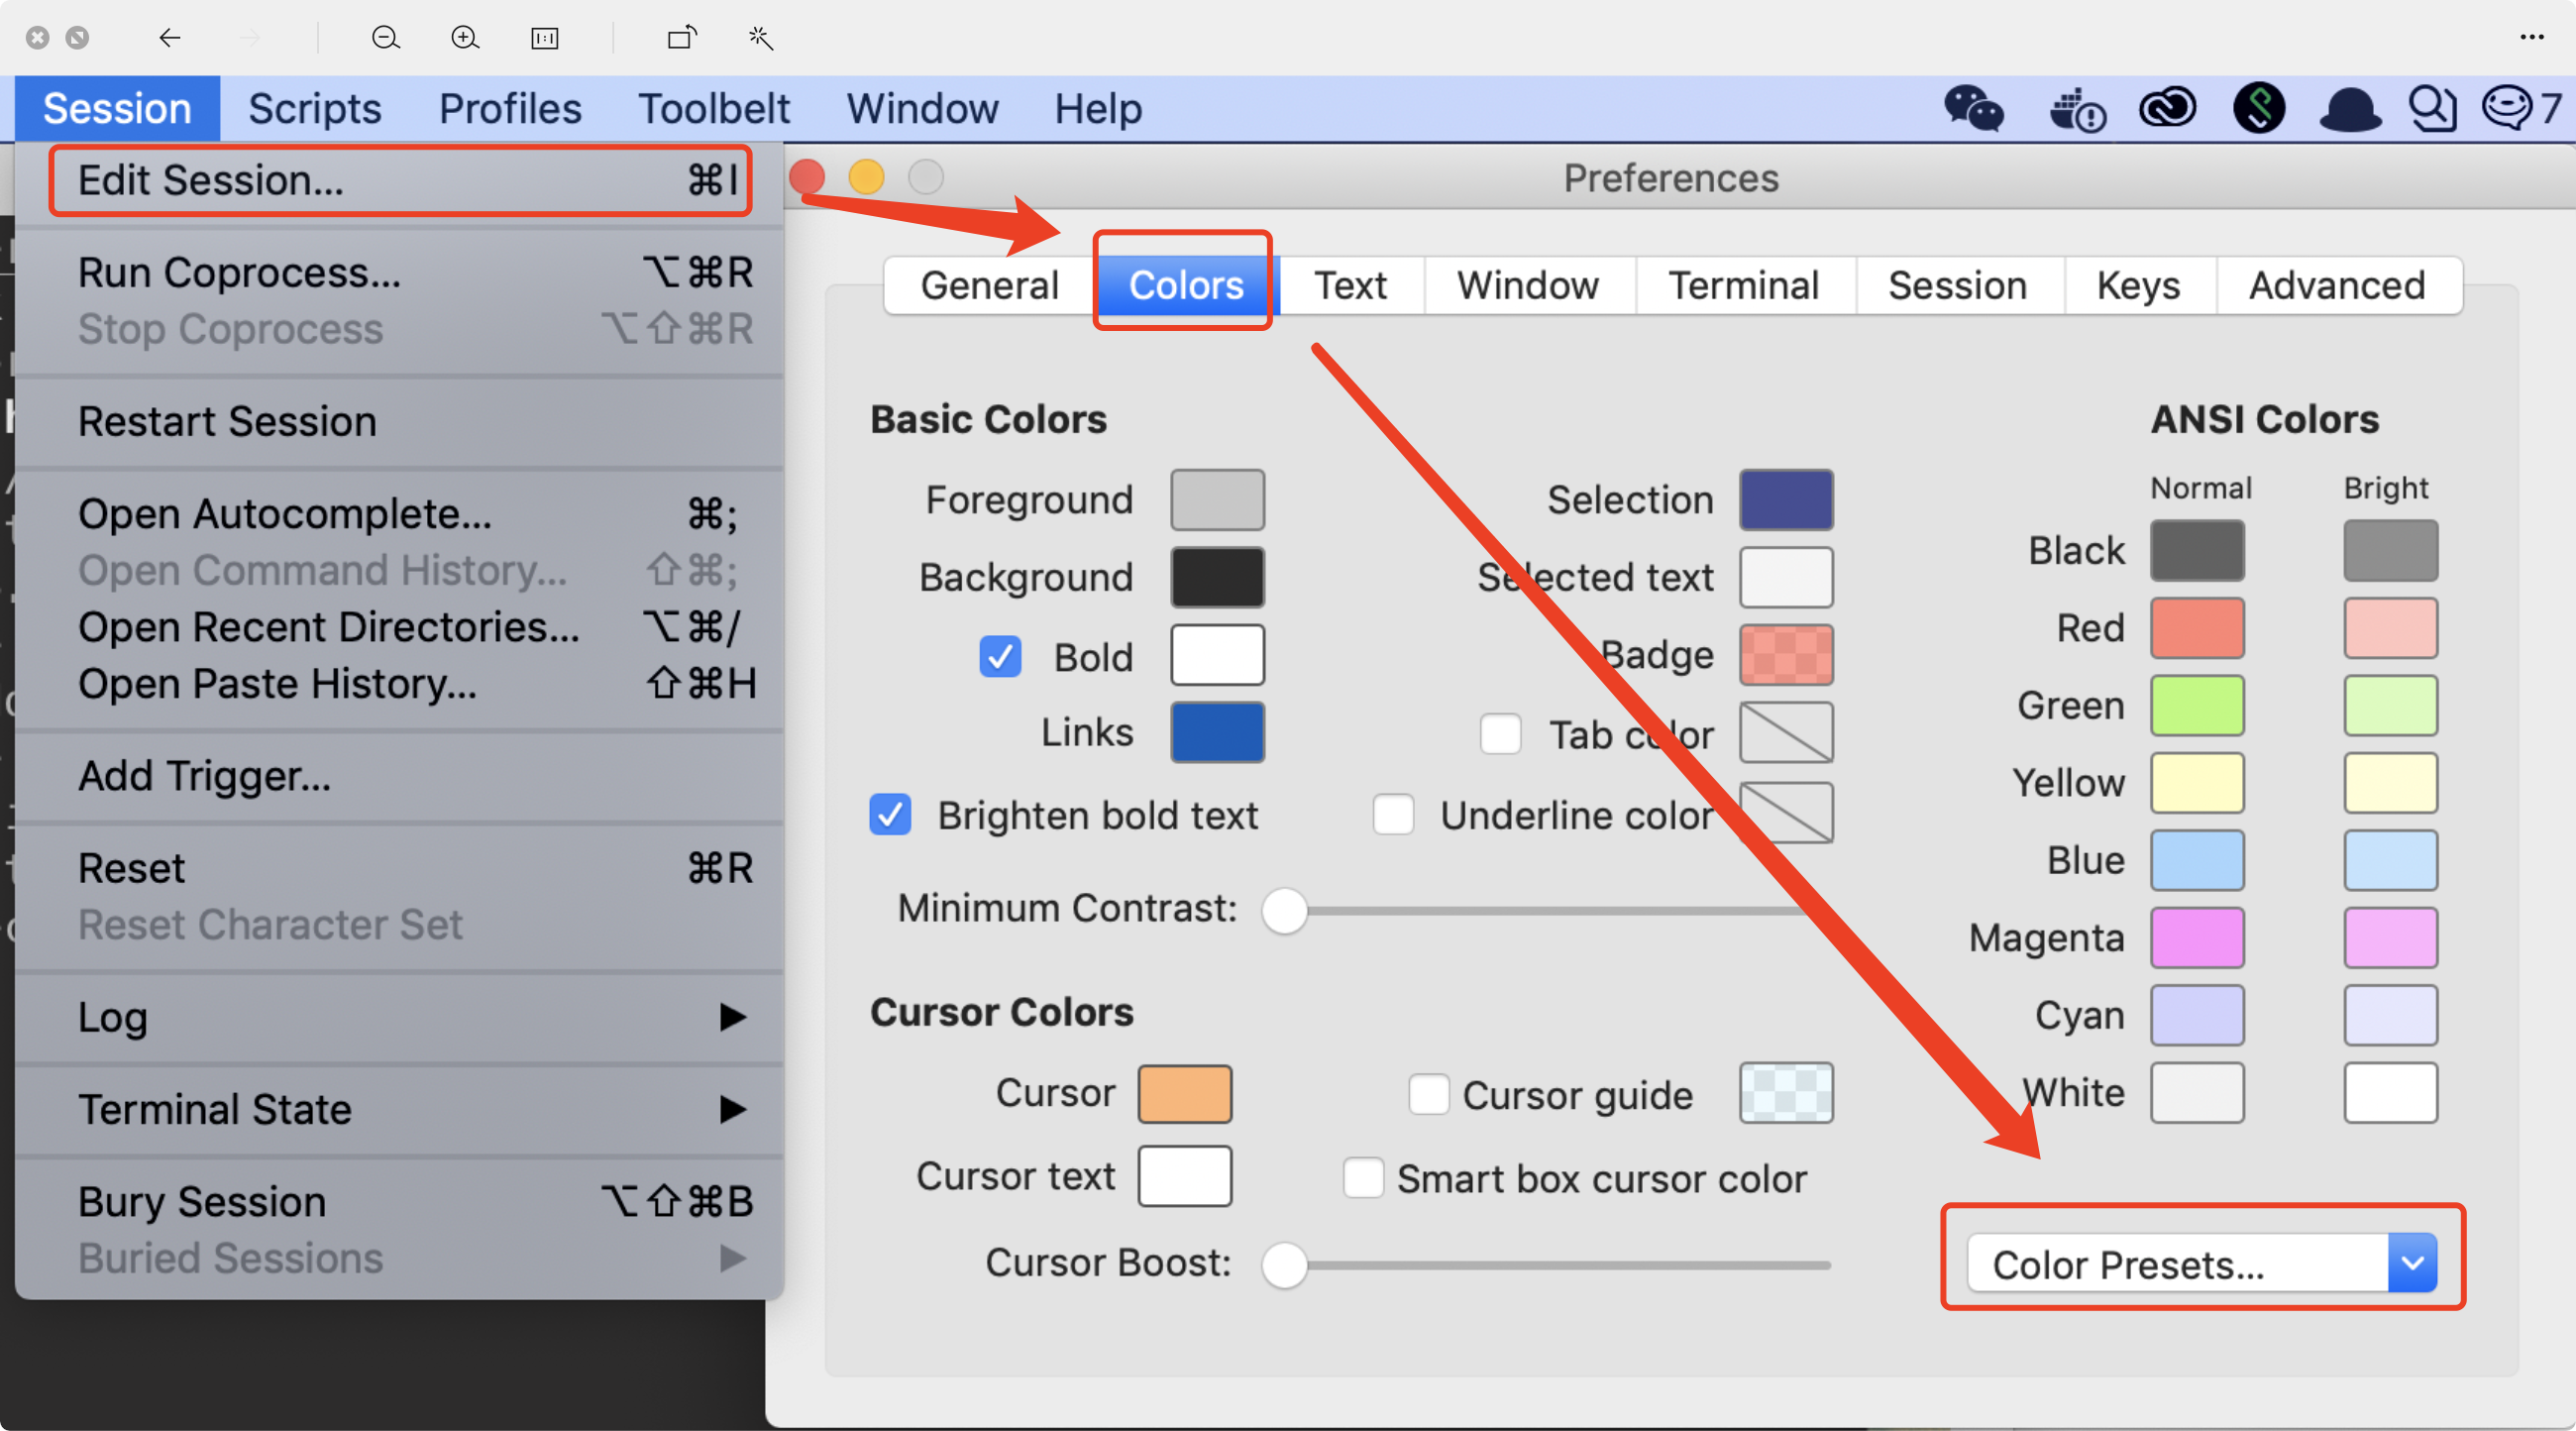 Session Scripts Profiles Toolbelt Window Help 7
Edit Session... ⌘I
Run Coprocess... ⌥⌘R
Stop Coprocess ⌥⇧⌘R
Restart Session
Open Autocomplete... ⌘;
Open Command History... ⇧⌘;
Open Recent Directories... ⌥⌘/
Open Paste History... ⇧⌘H
Add Trigger...
Reset ⌘R
Reset Character Set
Log
Terminal State
Bury Session ⌥⇧⌘B
Buried Sessions
Preferences
General Colors Text Window Terminal Session Keys Advanced
Basic Colors
Foreground
Background
Bold
Links
Brighten bold text
Selection
Selected text
Badge
Tab color
Underline color
Minimum Contrast:
Cursor Colors
Cursor
Cursor text
Cursor guide
Smart box cursor color
Cursor Boost:
ANSI Colors
Normal Bright
Black
Red
Green
Yellow
Blue
Magenta
Cyan
White
Color Presets...